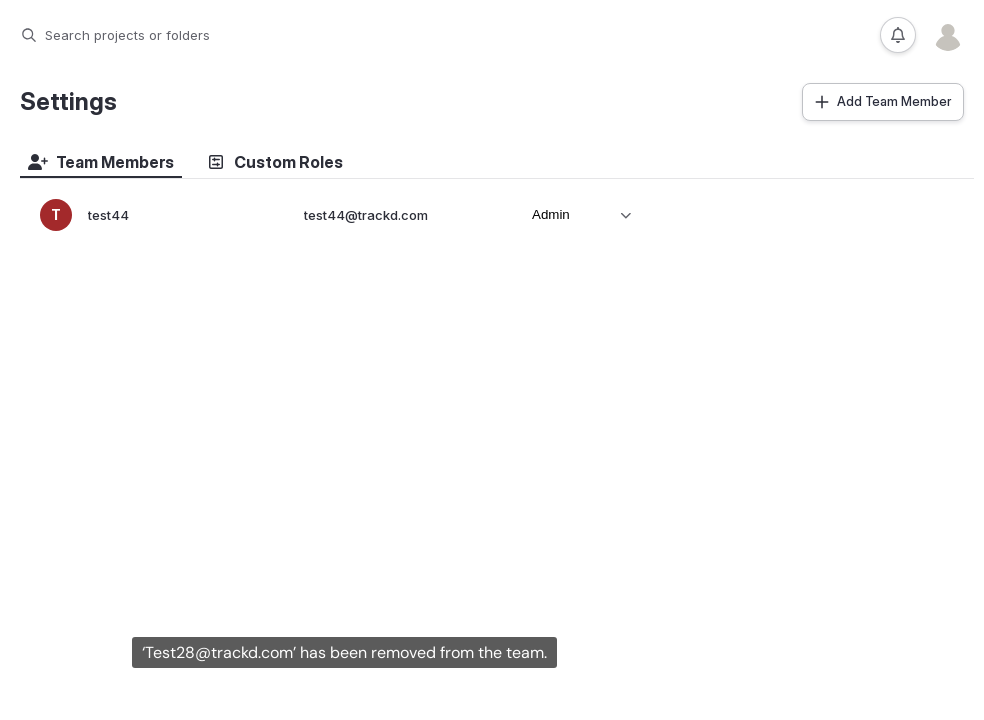 Search projects or folders
Settings
Add Team Member
Team Members
Custom Roles
T
test44
test44@trackd.com
Admin
‘Test28@trackd.com’ has been removed from the team.